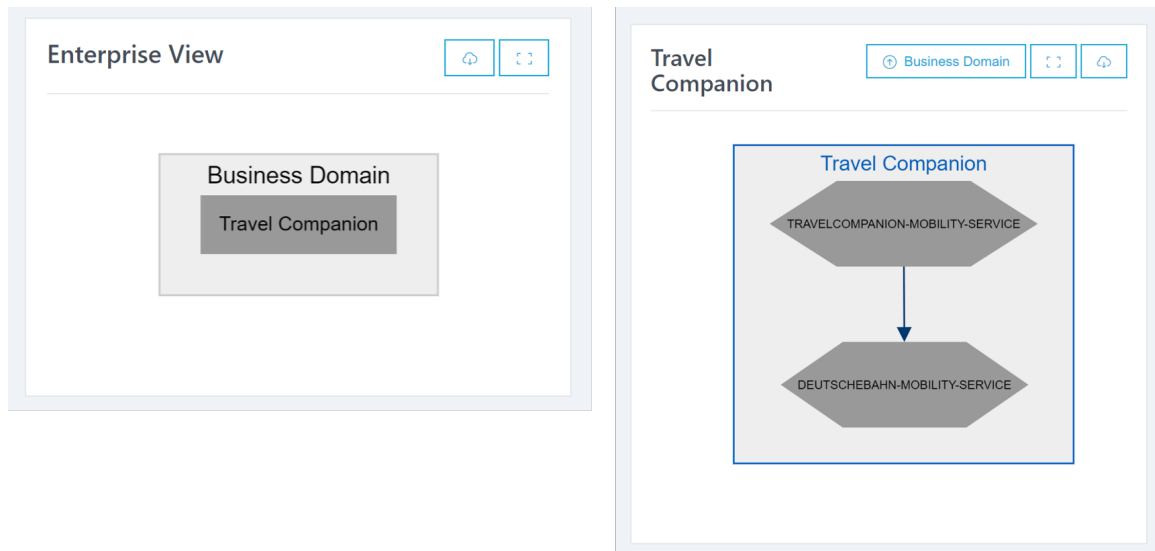 Enterprise View
Business Domain
Travel Companion
Travel
Companion
Business Domain
Travel Companion
TRAVELCOMPANION-MOBILITY-SERVICE
DEUTSCHEBAHN-MOBILITY-SERVICE